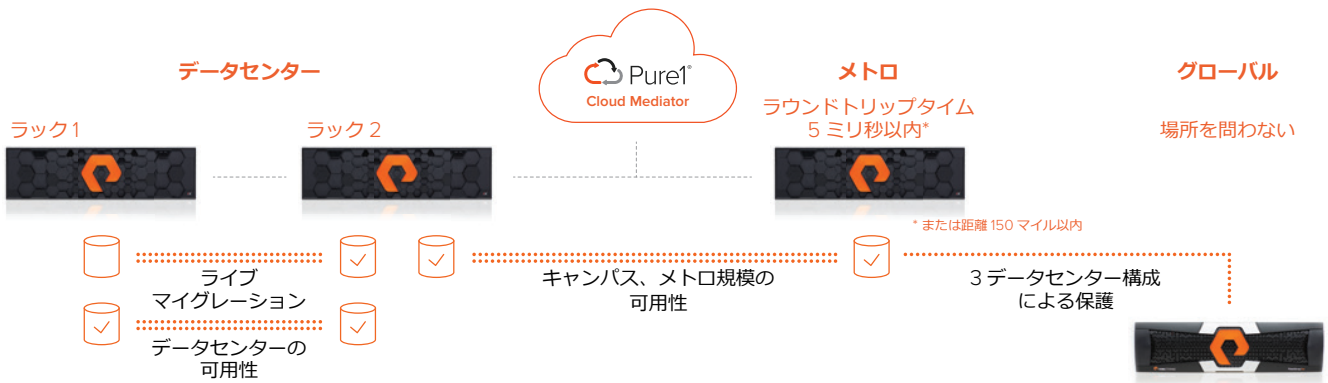 データセンター
Pure1®
Cloud Mediator
メトロ
グローバル
ラック 1
ラック 2
ラウンドトリップタイム
5 ミリ秒以内*
場所を問わない
* または距離 150 マイル以内
ライブ
マイグレーション
キャンパス、メトロ規模の
可用性
3 データセンター構成
による保護
データセンターの
可用性